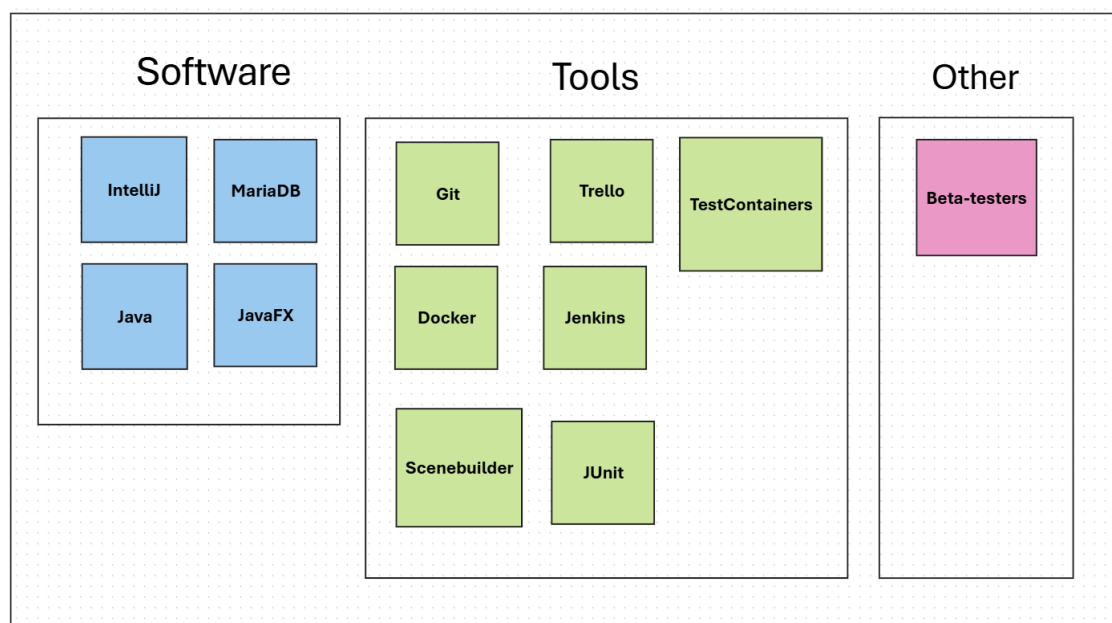 Software
Tools
Other
IntelliJ
MariaDB
Java
JavaFX
Git
Trello
TestContainers
Docker
Jenkins
Scenebuilder
JUnit
Beta-testers